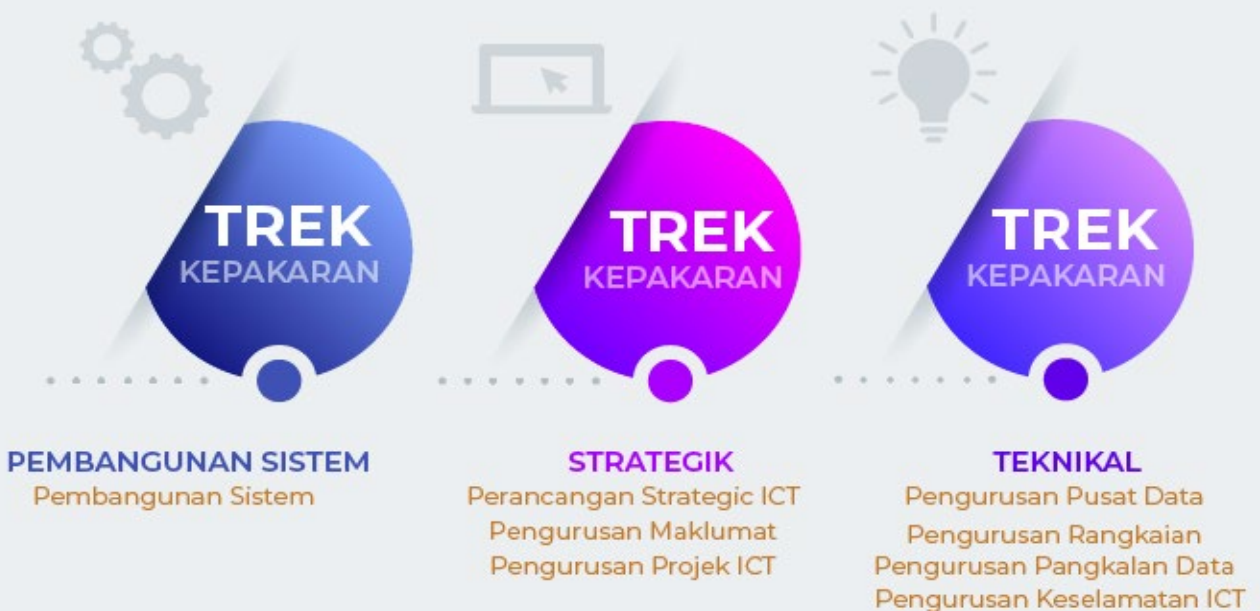 TREK
KEPAKARAN
PEMBANGUNAN SISTEM
Pembangunan Sistem
TREK
KEPAKARAN
STRATEGIK
Perancangan Strategic ICT
Pengurusan Maklumat
Pengurusan Projek ICT
TREK
KEPAKARAN
TEKNIKAL
Pengurusan Pusat Data
Pengurusan Rangkaian
Pengurusan Pangkalan Data
Pengurusan Keselamatan ICT